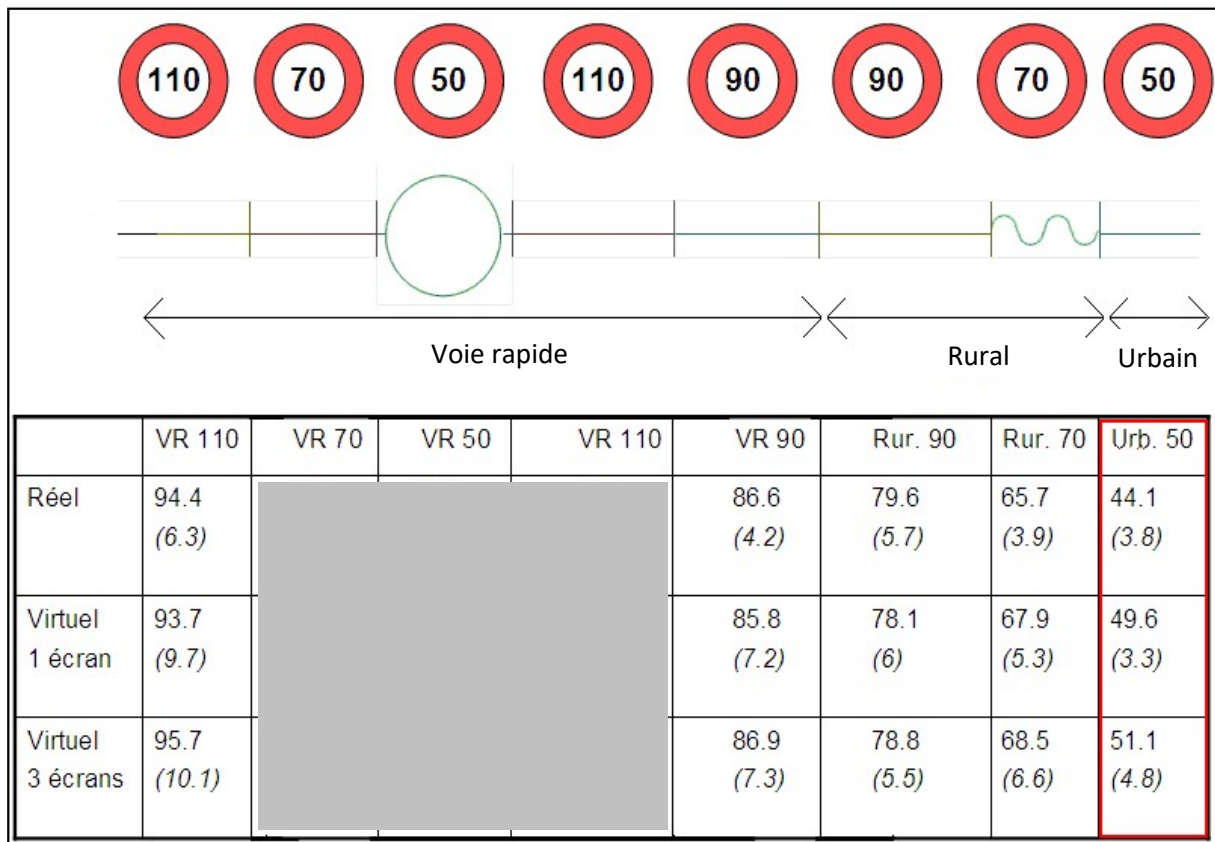 110 70 50 110 90 90 70 50
Voie rapide Rural Urbain
VR 110 VR 70 VR 50 VR 110 VR 90 Rur. 90 Rur. 70 Urb. 50
Réel 94.4 86.6 79.6 65.7 44.1
(6.3) (4.2) (5.7) (3.9) (3.8)
Virtuel 93.7 85.8 78.1 67.9 49.6
1 écran (9.7) (7.2) (6) (5.3) (3.3)
Virtuel 95.7 86.9 78.8 68.5 51.1
3 écrans (10.1) (7.3) (5.5) (6.6) (4.8)